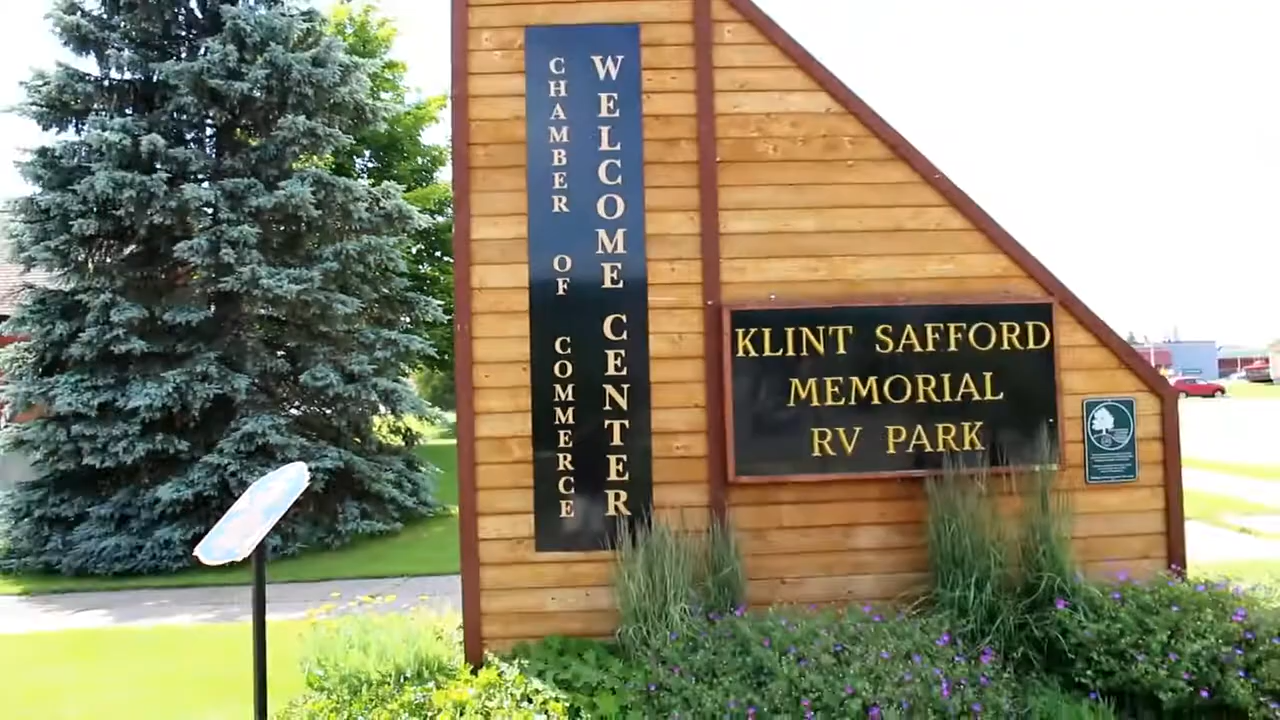 WELCOME CENTER
CHAMBER OF COMMERCE
KLINT SAFFORD
MEMORIAL
RV PARK